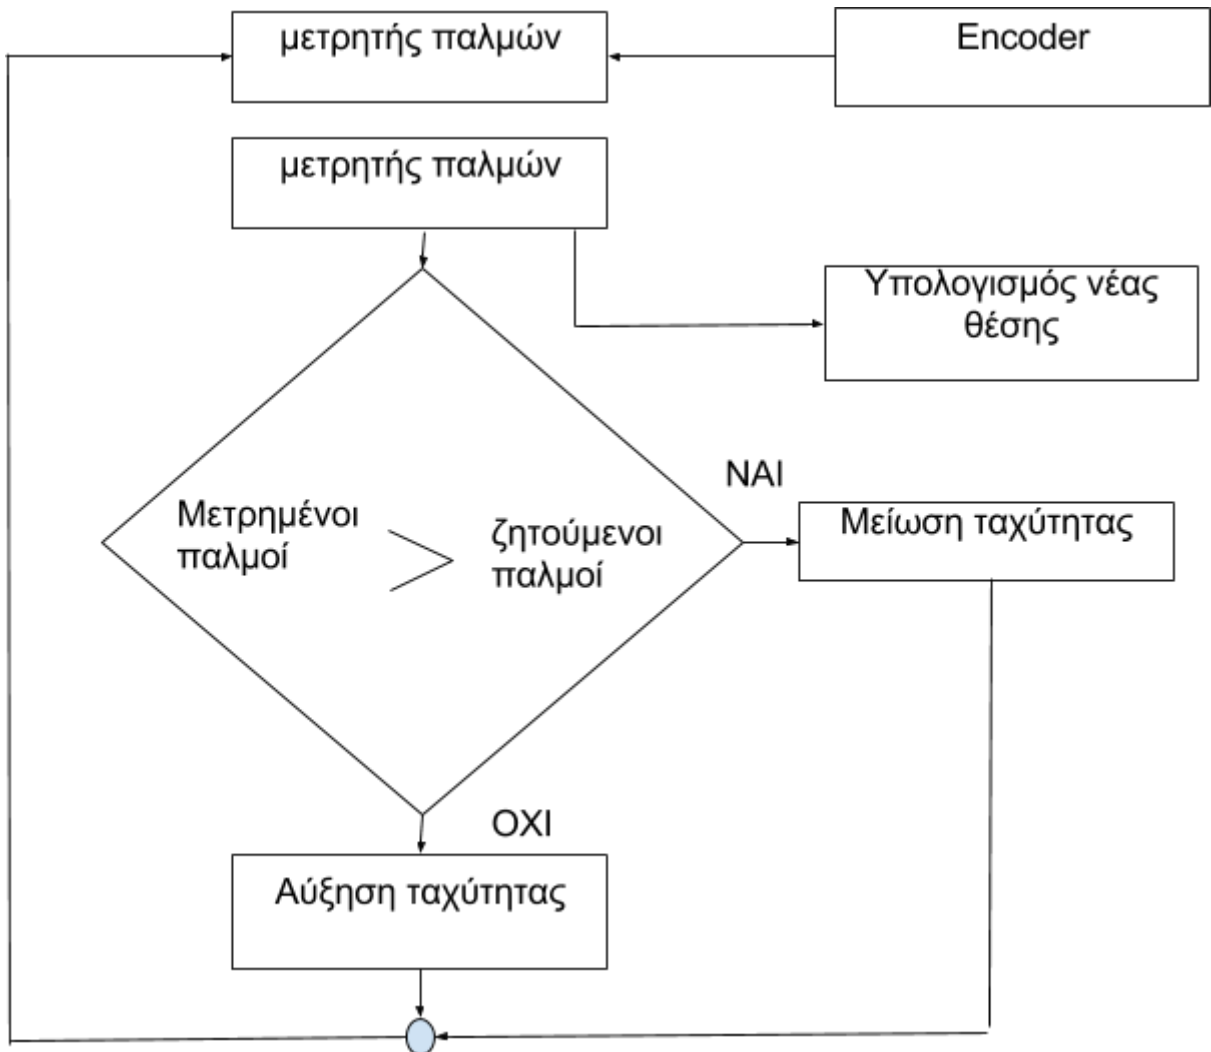 μετρητής παλμών
Encoder
μετρητής παλμών
Υπολογισμός νέας
θέσης
ΝΑΙ
Μετρημένοι
παλμοί
>
ζητούμενοι
παλμοί
Μείωση ταχύτητας
ΟΧΙ
Αύξηση ταχύτητας